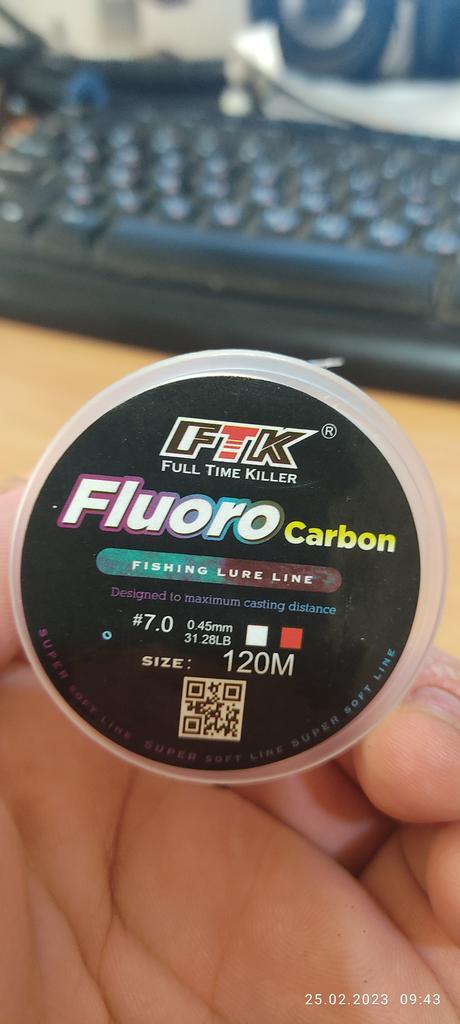 FTK®
FULL TIME KILLER
Fluoro Carbon
FISHING LURE LINE
Designed to maximum casting distance
#7.0 0.45mm
31.28LB
SIZE: 120M
SUPER SOFT LINE SUPER SOFT LINE SUPER SOFT LINE
25.02.2023 09:43